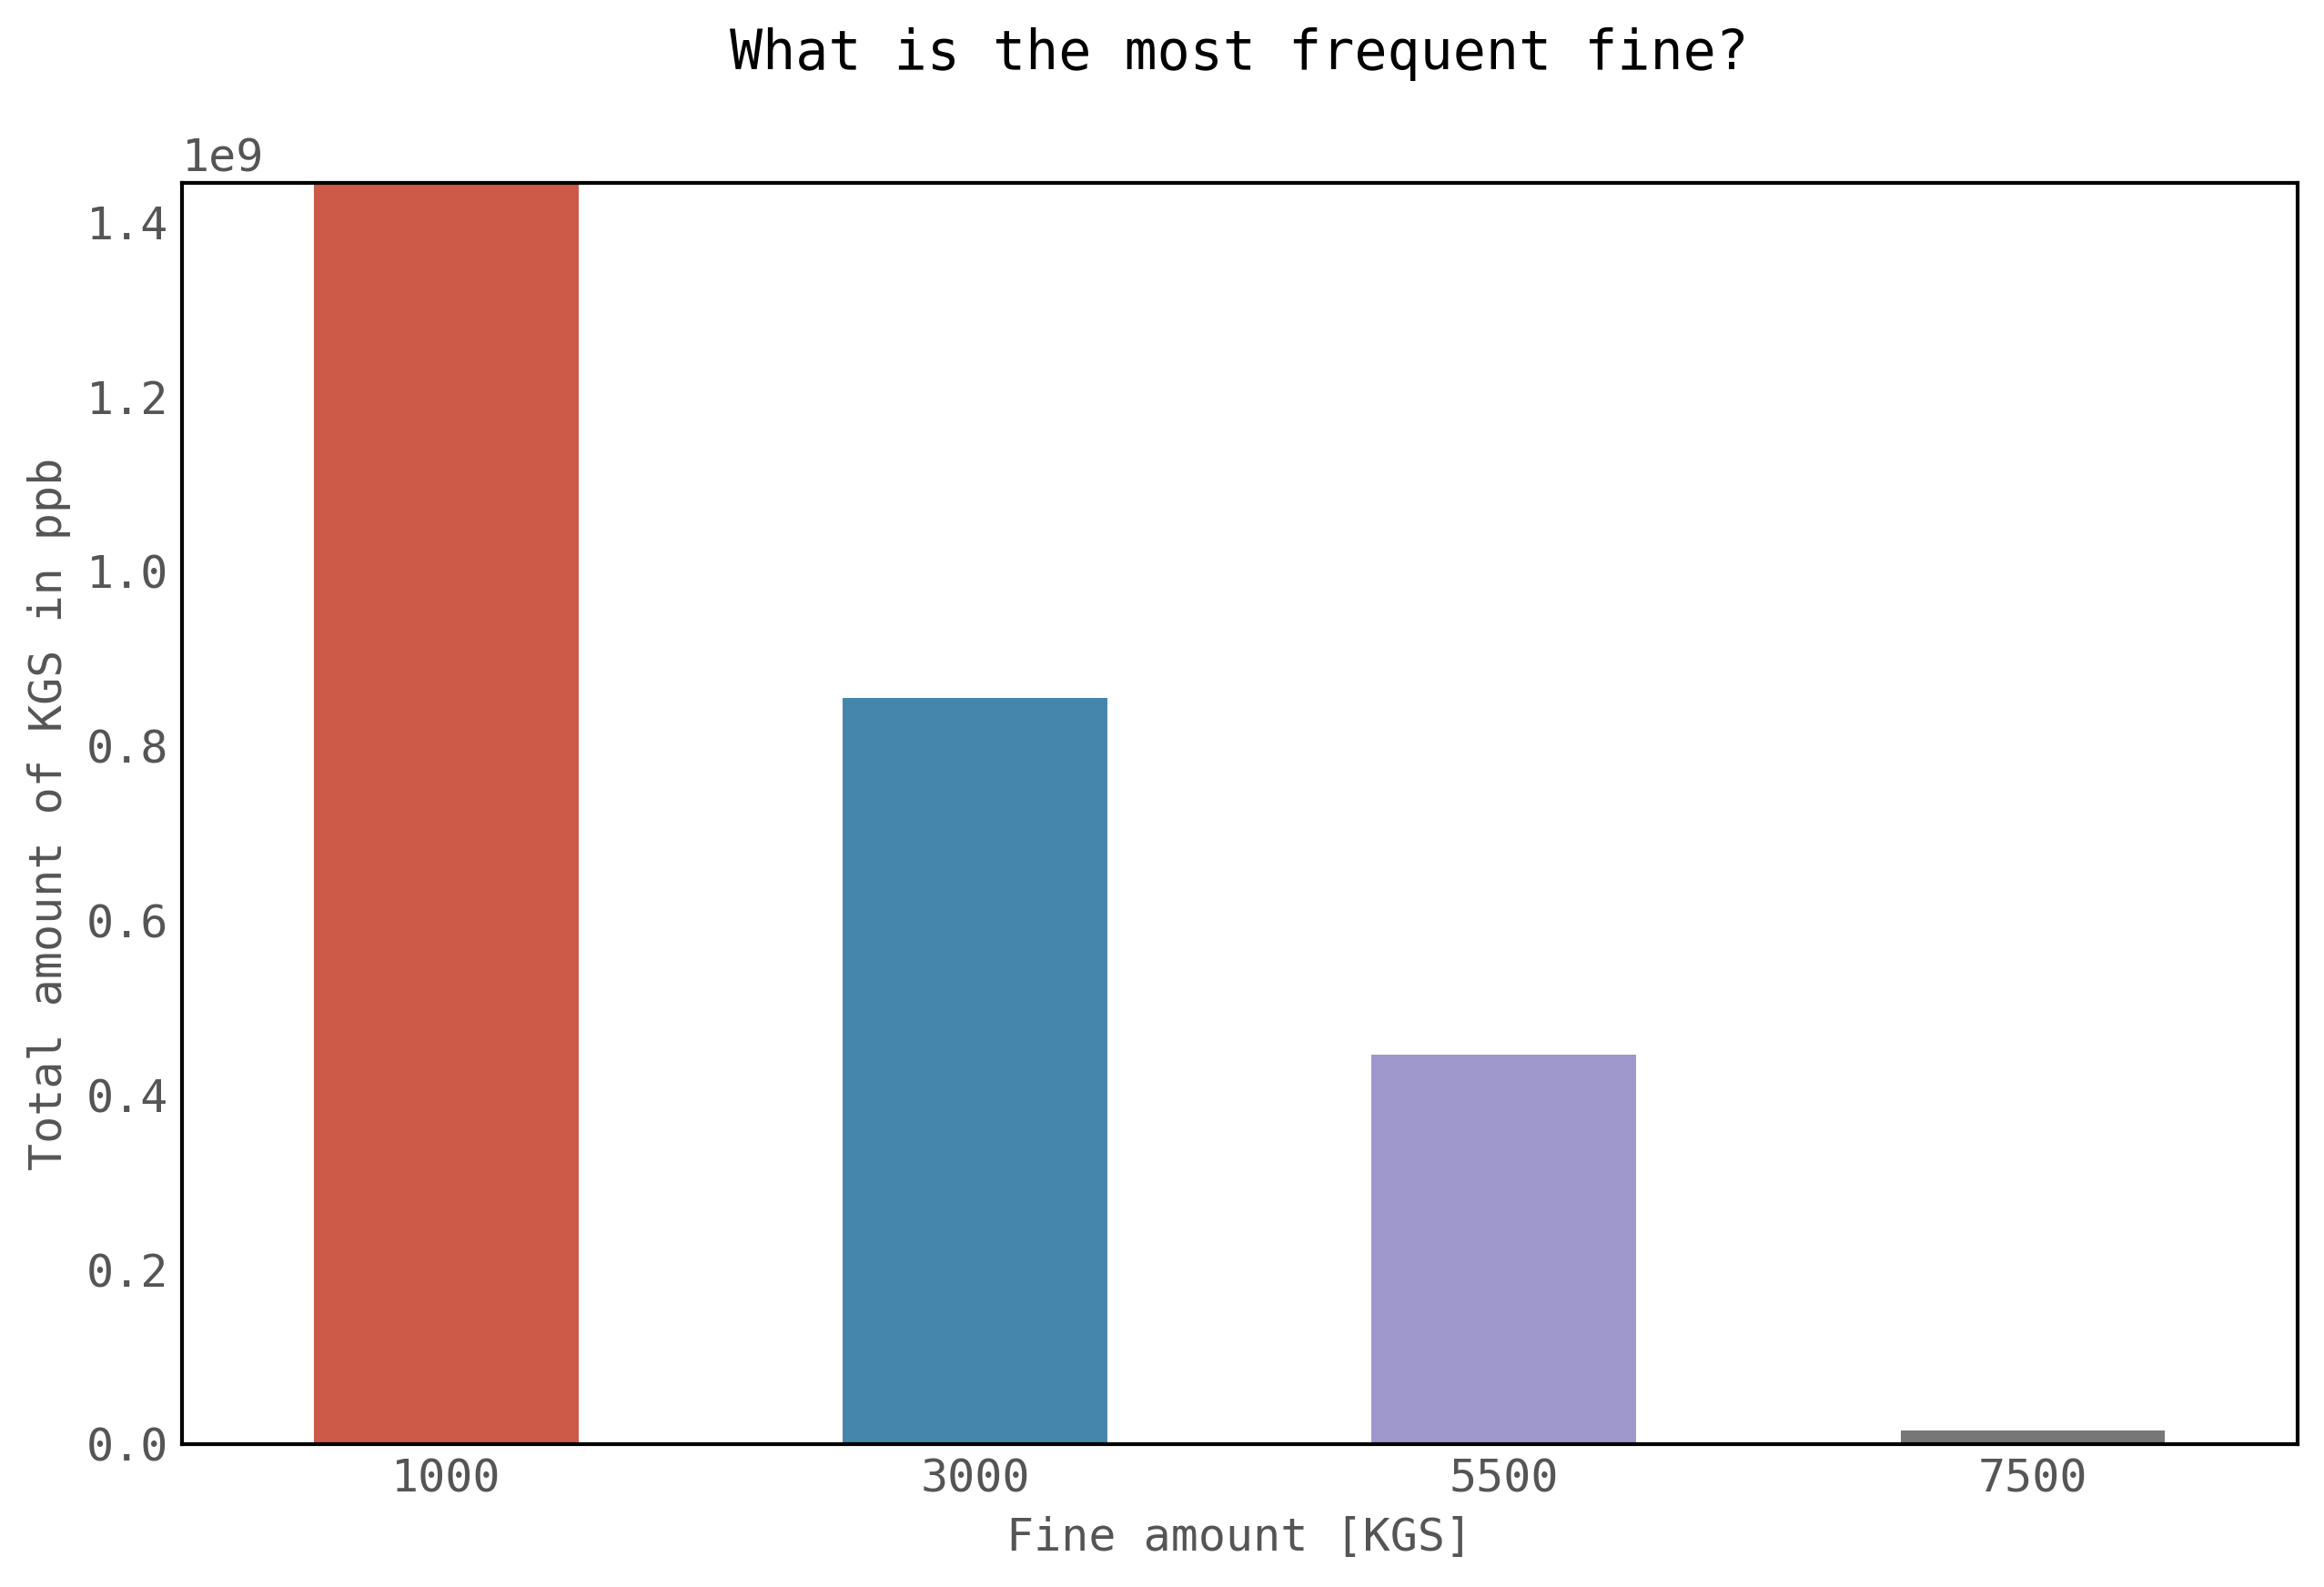 What is the most frequent fine?
1e9
1.4
1.2
1.0
0.8
0.6
0.4
0.2
0.0
Total amount of KGS in ppb
1000 3000 5500 7500
Fine amount [KGS]